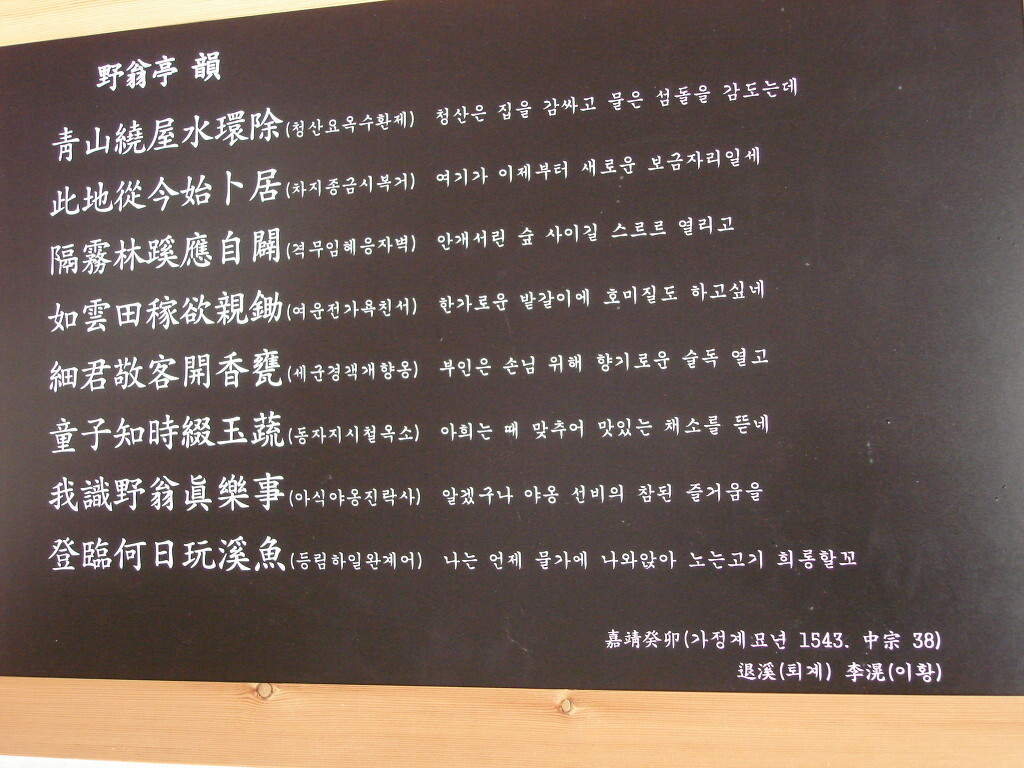 野翁亭 韻
靑山繞屋水環除(청산요옥수환제) 청산은 집을 감싸고 물은 섬돌을 감도는데
此地從今始卜居(차지종금시복거) 여기가 이제부터 새로운 보금자리일세
隔霧林蹊應自闢(격무임혜응자벽) 안개서린 숲 사이길 스르르 열리고
如雲田稼欲親鋤(여운전가욕친서) 한가로운 밭갈이에 호미질도 하고싶네
細君敬客開香甕(세군경객개향옹) 부인은 손님 위해 향기로운 술독 열고
童子知時綴玉蔬(동자지시철옥소) 아희는 때 맞추어 맛있는 채소를 뜯네
我識野翁眞樂事(아식야옹진락사) 알겠구나 야옹 선비의 참된 즐거움을
登臨何日玩溪魚(등림하일완계어) 나는 언제 물가에 나와앉아 노는고기 희롱할꼬
嘉靖癸卯(가정계묘년 1543. 中宗 38)
退溪(퇴계) 李滉(이황)